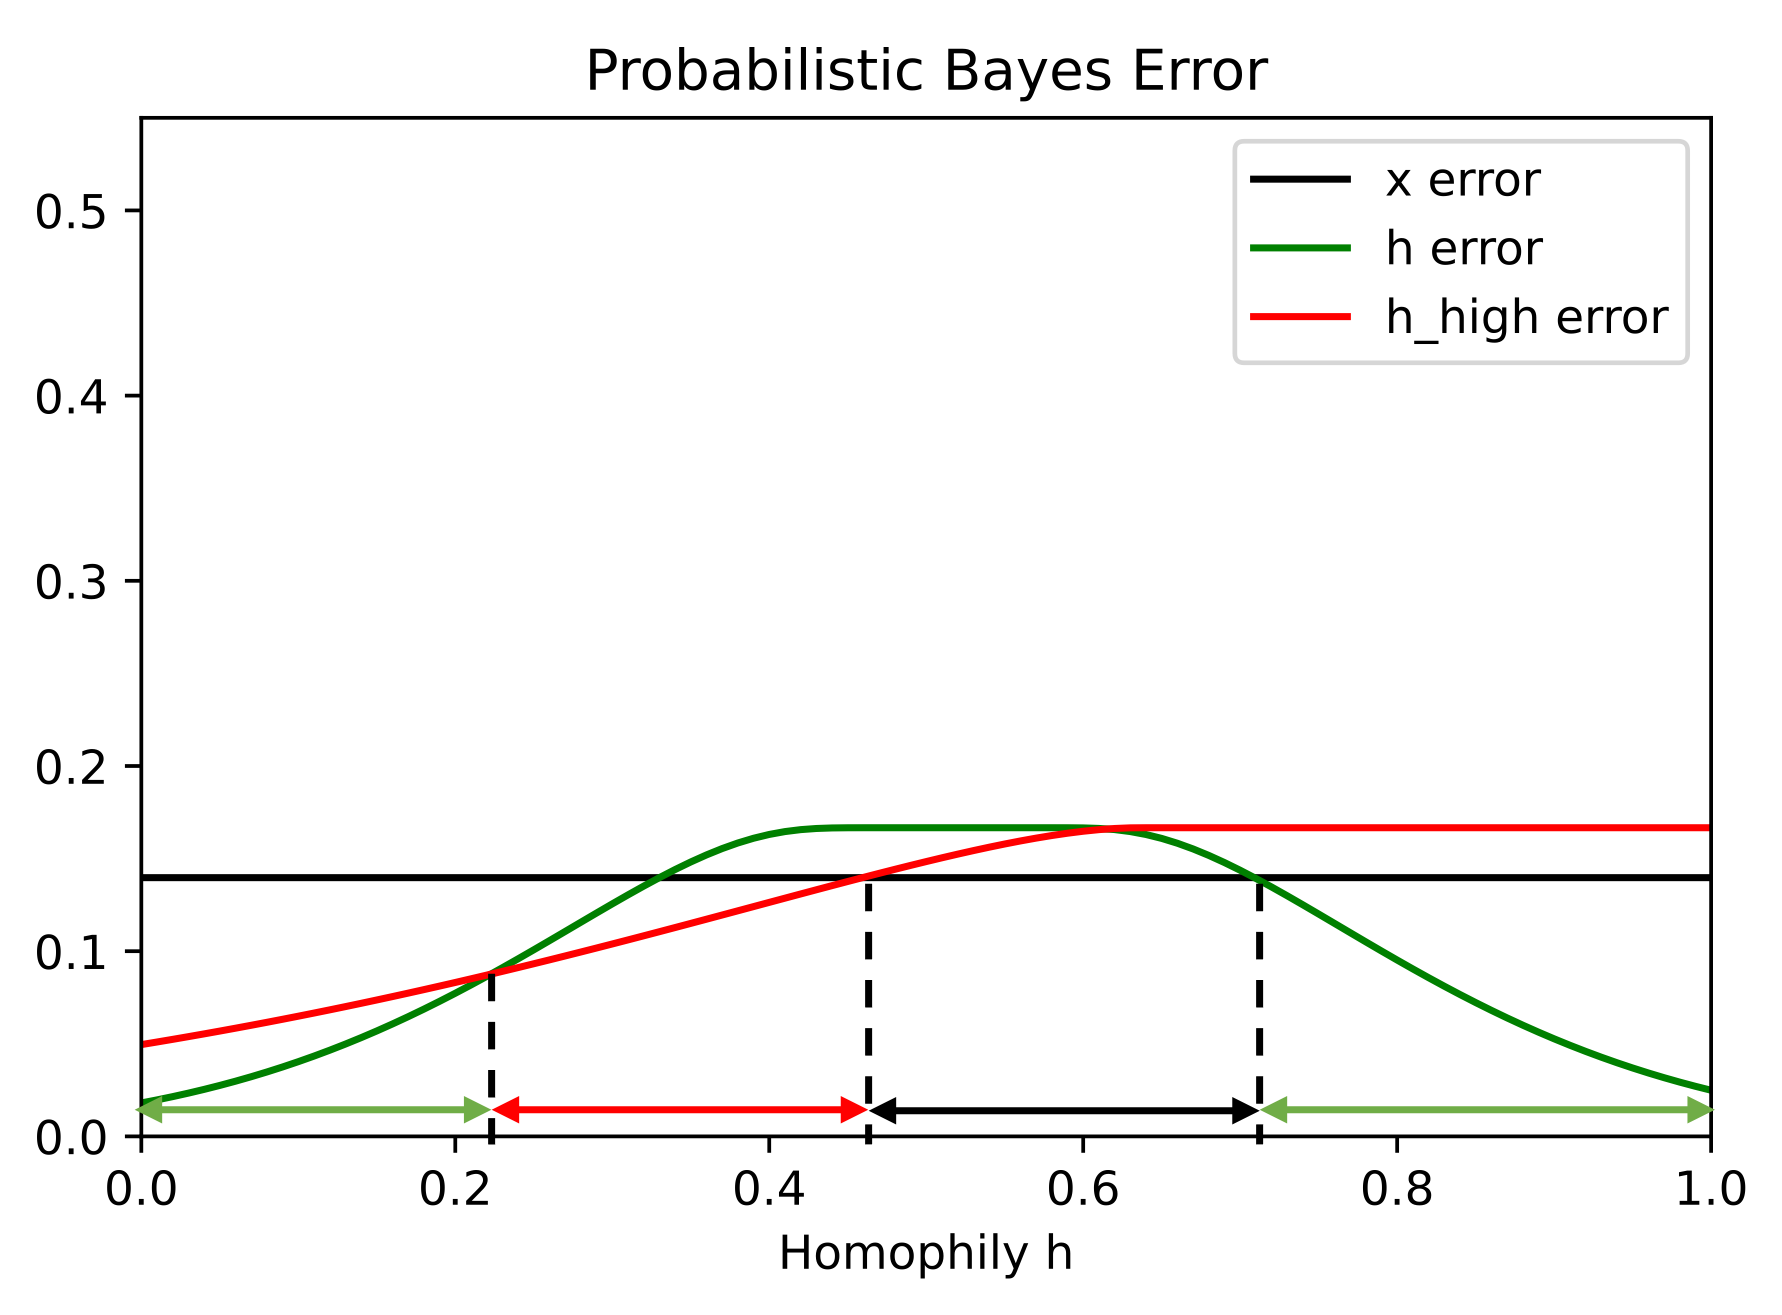 Probabilistic Bayes Error
x error
h error
h_high error
0.5
0.4
0.3
0.2
0.1
0.0
0.0 0.2 0.4 0.6 0.8 1.0
Homophily h